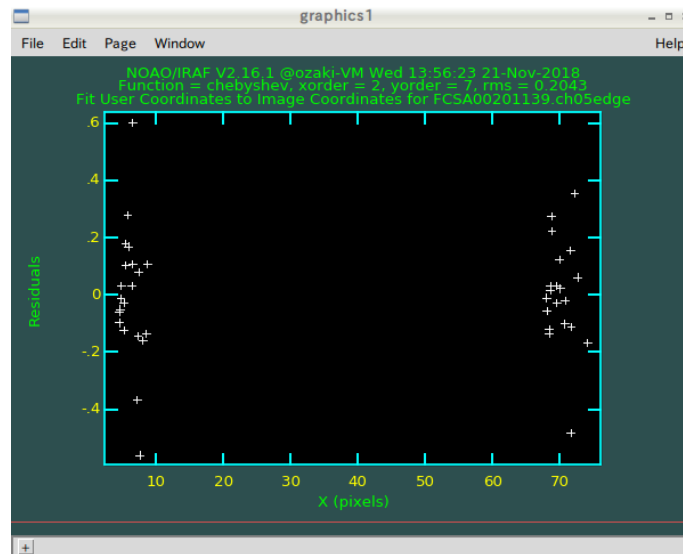 graphics1
File Edit Page Window Help
NOAO/IRAF V2.16.1 @ozaki-VM Wed 13:56:23 21-Nov-2018
Function = chebyshev, xorder = 2, yorder = 7, rms = 0.2043
Fit User Coordinates to Image Coordinates for FCSA00201139.ch05edge
.6
.4
.2
0
-.2
-.4
Residuals
10 20 30 40 50 60 70
X (pixels)